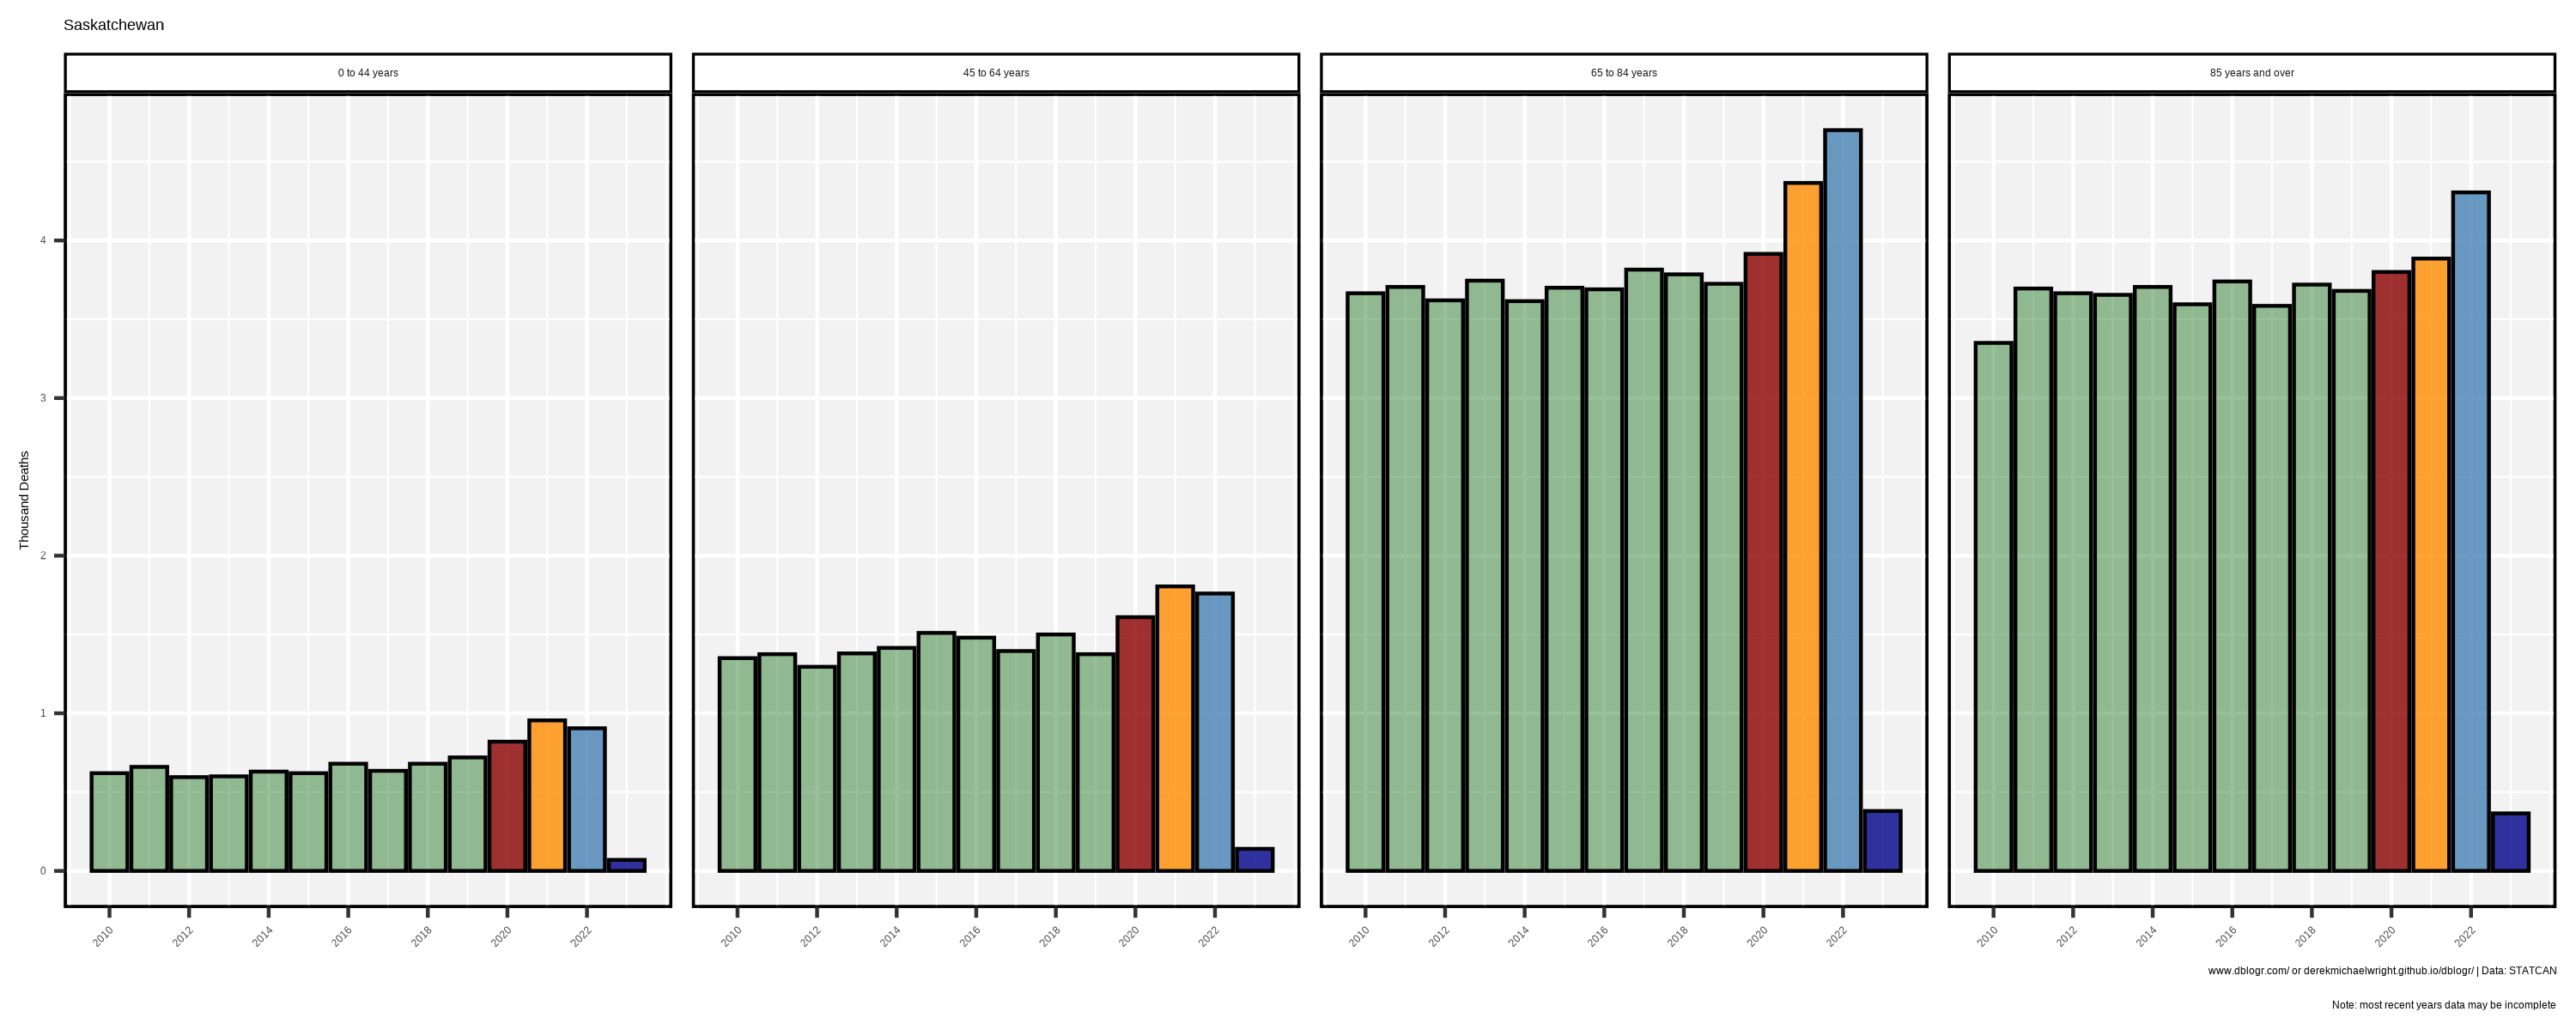 Saskatchewan
0 to 44 years
45 to 64 years
65 to 84 years
85 years and over
Thousand Deaths
4
3
2
1
0
2010 2012 2014 2016 2018 2020 2022
2010 2012 2014 2016 2018 2020 2022
2010 2012 2014 2016 2018 2020 2022
2010 2012 2014 2016 2018 2020 2022
www.dblogr.com/ or derekmichaelwright.github.io/dblogr/ | Data: STATCAN
Note: most recent years data may be incomplete